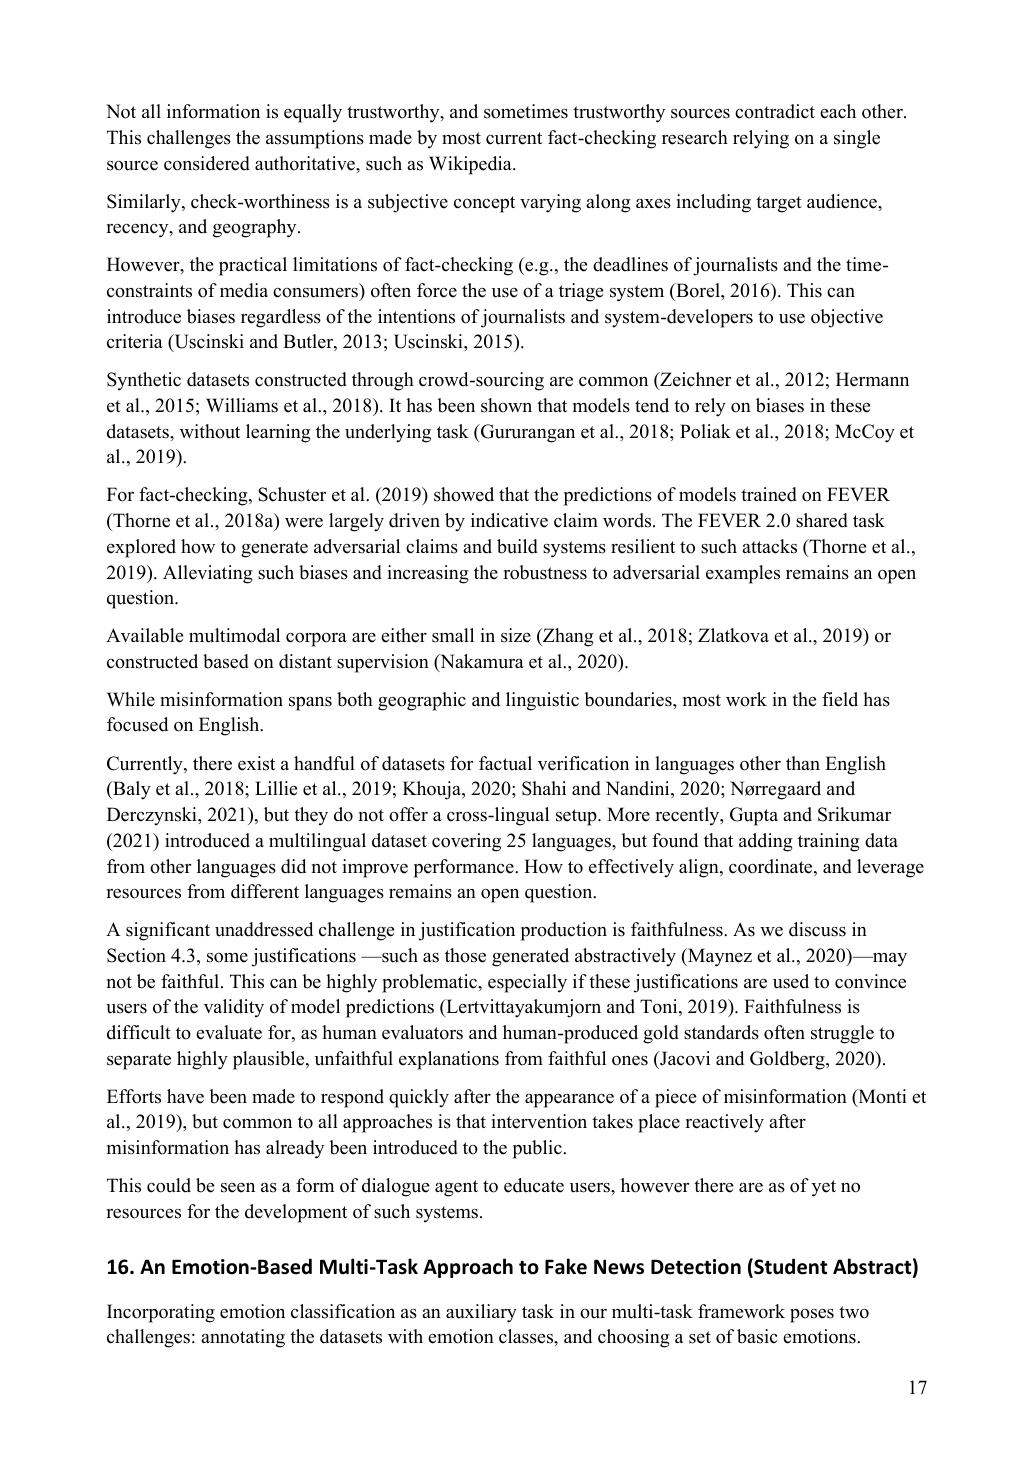 Not all information is equally trustworthy, and sometimes trustworthy sources contradict each other.
This challenges the assumptions made by most current fact-checking research relying on a single
source considered authoritative, such as Wikipedia.
Similarly, check-worthiness is a subjective concept varying along axes including target audience,
recency, and geography.
However, the practical limitations of fact-checking (e.g., the deadlines of journalists and the time-
constraints of media consumers) often force the use of a triage system (Borel, 2016). This can
introduce biases regardless of the intentions of journalists and system-developers to use objective
criteria (Uscinski and Butler, 2013; Uscinski, 2015).
Synthetic datasets constructed through crowd-sourcing are common (Zeichner et al., 2012; Hermann
et al., 2015; Williams et al., 2018). It has been shown that models tend to rely on biases in these
datasets, without learning the underlying task (Gururangan et al., 2018; Poliak et al., 2018; McCoy et
al., 2019).
For fact-checking, Schuster et al. (2019) showed that the predictions of models trained on FEVER
(Thorne et al., 2018a) were largely driven by indicative claim words. The FEVER 2.0 shared task
explored how to generate adversarial claims and build systems resilient to such attacks (Thorne et al.,
2019). Alleviating such biases and increasing the robustness to adversarial examples remains an open
question.
Available multimodal corpora are either small in size (Zhang et al., 2018; Zlatkova et al., 2019) or
constructed based on distant supervision (Nakamura et al., 2020).
While misinformation spans both geographic and linguistic boundaries, most work in the field has
focused on English.
Currently, there exist a handful of datasets for factual verification in languages other than English
(Baly et al., 2018; Lillie et al., 2019; Khouja, 2020; Shahi and Nandini, 2020; Nørregaard and
Derczynski, 2021), but they do not offer a cross-lingual setup. More recently, Gupta and Srikumar
(2021) introduced a multilingual dataset covering 25 languages, but found that adding training data
from other languages did not improve performance. How to effectively align, coordinate, and leverage
resources from different languages remains an open question.
A significant unaddressed challenge in justification production is faithfulness. As we discuss in
Section 4.3, some justifications —such as those generated abstractively (Maynez et al., 2020)—may
not be faithful. This can be highly problematic, especially if these justifications are used to convince
users of the validity of model predictions (Lertvittayakumjorn and Toni, 2019). Faithfulness is
difficult to evaluate for, as human evaluators and human-produced gold standards often struggle to
separate highly plausible, unfaithful explanations from faithful ones (Jacovi and Goldberg, 2020).
Efforts have been made to respond quickly after the appearance of a piece of misinformation (Monti et
al., 2019), but common to all approaches is that intervention takes place reactively after
misinformation has already been introduced to the public.
This could be seen as a form of dialogue agent to educate users, however there are as of yet no
resources for the development of such systems.
16. An Emotion-Based Multi-Task Approach to Fake News Detection (Student Abstract)
Incorporating emotion classification as an auxiliary task in our multi-task framework poses two
challenges: annotating the datasets with emotion classes, and choosing a set of basic emotions.
17